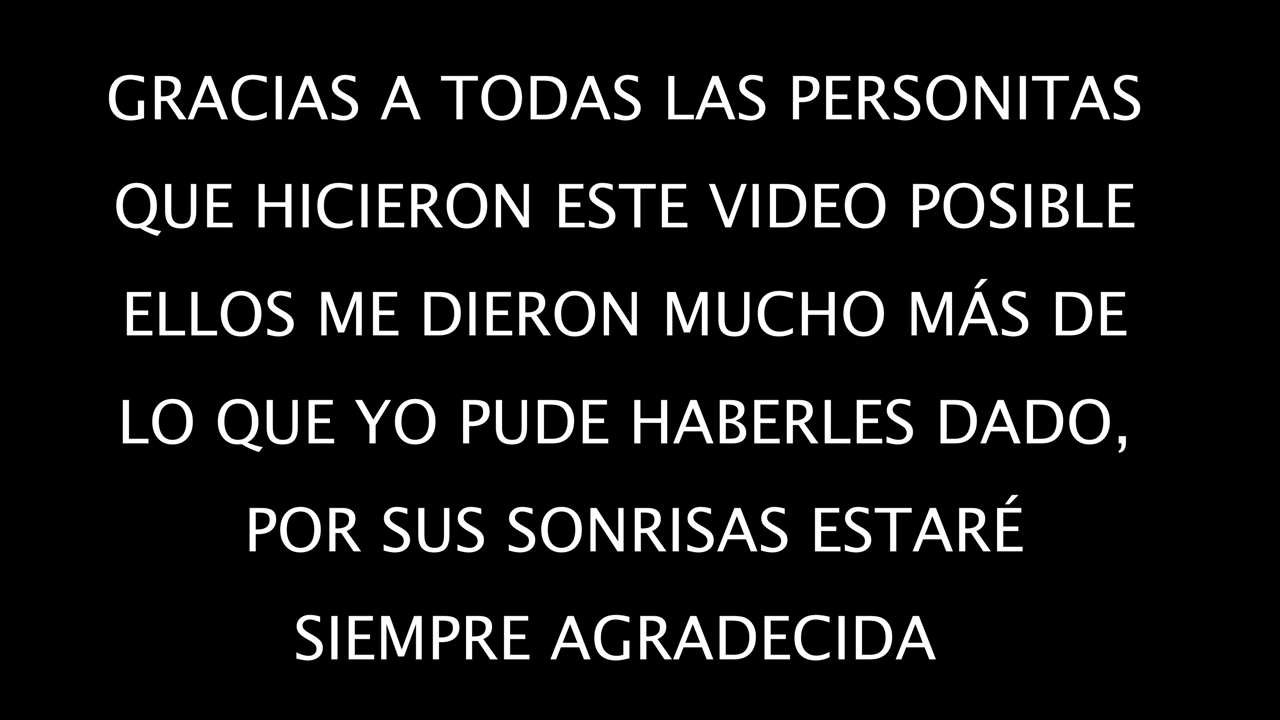 GRACIAS A TODAS LAS PERSONITAS
QUE HICIERON ESTE VIDEO POSIBLE
ELLOS ME DIERON MUCHO MÁS DE
LO QUE YO PUDE HABERLES DADO,
POR SUS SONRISAS ESTARÉ
SIEMPRE AGRADECIDA